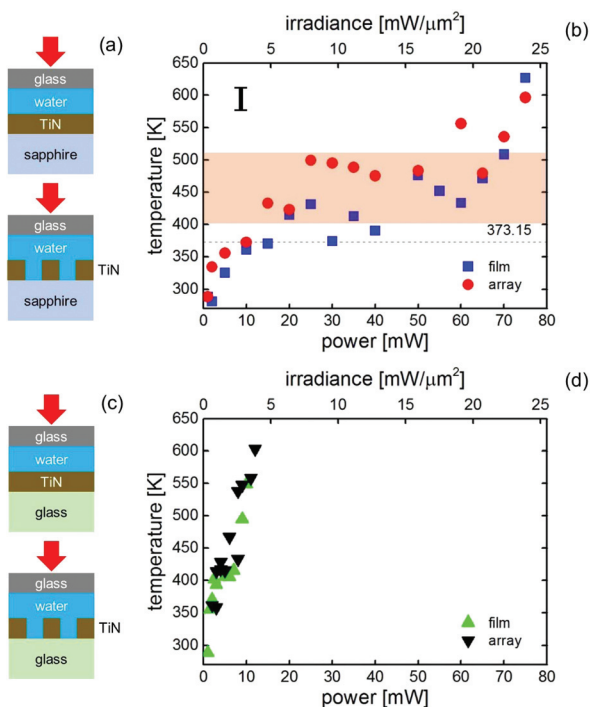 (a)
glass
water
TiN
sapphire
glass
water
TiN
sapphire
irradiance [mW/μm²]
(b)
0 5 10 15 20 25
650
600
550
500
450
400
350
300
temperature [K]
373.15
film
array
0 10 20 30 40 50 60 70 80
power [mW]
(c)
glass
water
TiN
glass
glass
water
TiN
glass
irradiance [mW/μm²]
(d)
0 5 10 15 20 25
650
600
550
500
450
400
350
300
temperature [K]
film
array
0 10 20 30 40 50 60 70 80
power [mW]